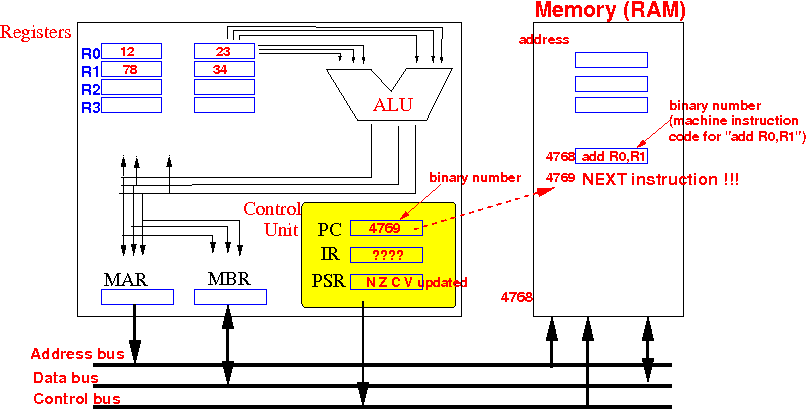 Memory (RAM)
Registers
address
R0 12 23
R1 78 34
R2
R3
ALU
binary number
(machine instruction
code for "add R0,R1")
4768 add R0,R1
4769 NEXT instruction !!!
binary number
Control
Unit
PC 4769
IR ????
PSR N Z C V updated
MAR
MBR
4768
Address bus
Data bus
Control bus